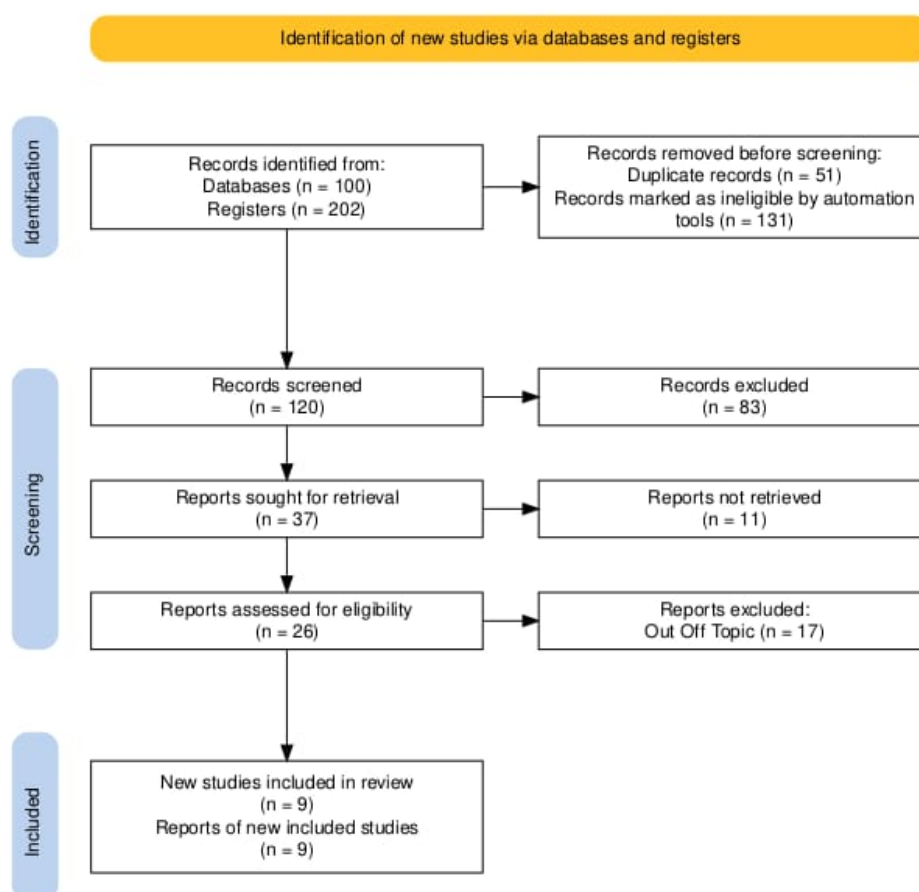 Identification of new studies via databases and registers
Identification
Records identified from:
Databases (n = 100)
Registers (n = 202)
Records removed before screening:
Duplicate records (n = 51)
Records marked as ineligible by automation
tools (n = 131)
Screening
Records screened
(n = 120)
Records excluded
(n = 83)
Reports sought for retrieval
(n = 37)
Reports not retrieved
(n = 11)
Reports assessed for eligibility
(n = 26)
Reports excluded:
Out Off Topic (n = 17)
Included
New studies included in review
(n = 9)
Reports of new included studies
(n = 9)